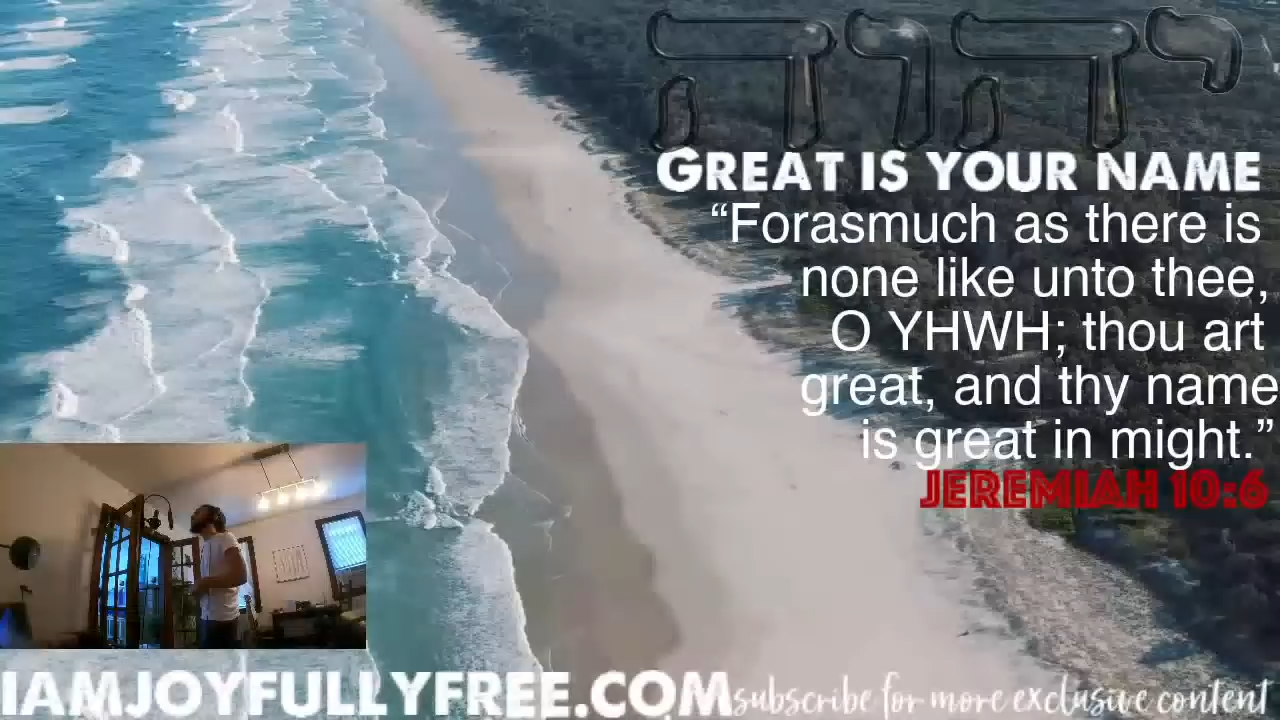 יהוה
GREAT IS YOUR NAME
“Forasmuch as there is
none like unto thee,
O YHWH; thou art
great, and thy name
is great in might.”
JEREMIAH 10:6
IAMJOYFULLYFREE.COM
subscribe for more exclusive content